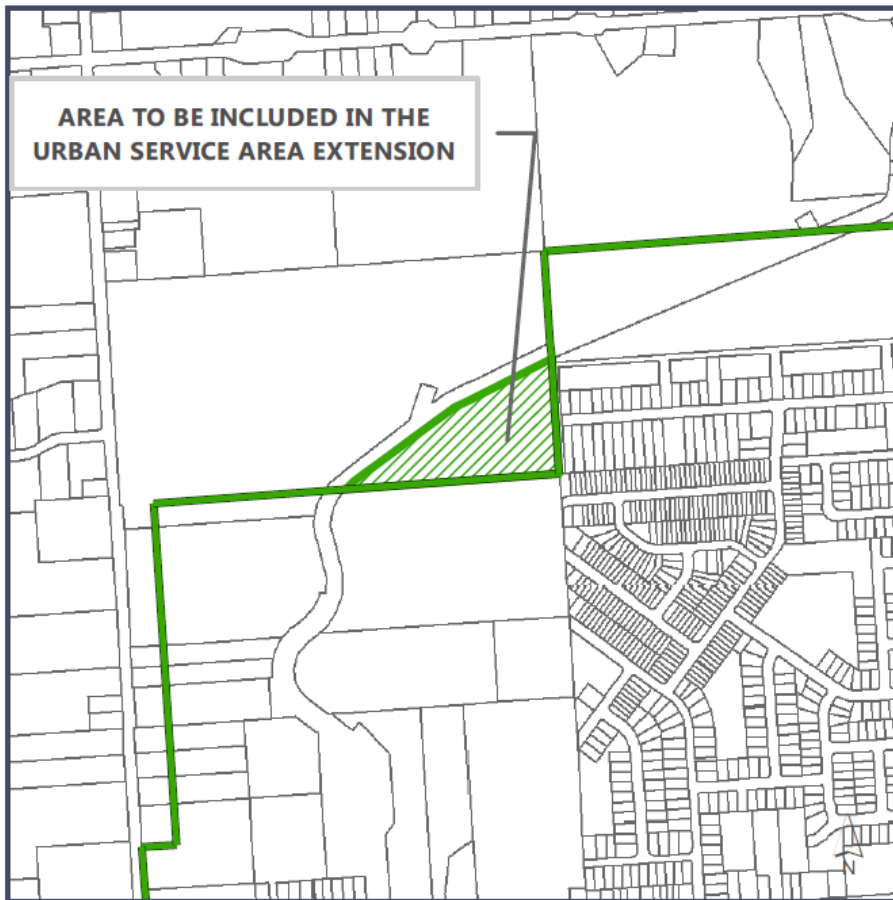 AREA TO BE INCLUDED IN THE
URBAN SERVICE AREA EXTENSION
N